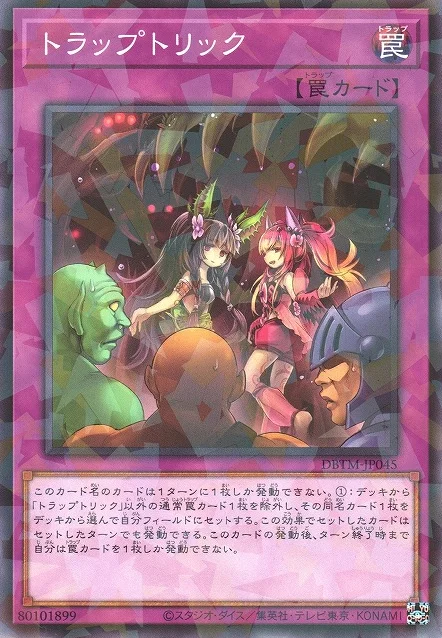 トラップトリック
トラップ
罠
トラップ
【罠カード】
DBTM-JP045
このカード名のカードは1ターンに1枚しか発動できない。①:デッキから
「トラップトリック」以外の通常罠カード1枚を除外し、その同名カード1枚を
デッキから選んで自分フィールドにセットする。この効果でセットしたカードは
セットしたターンでも発動できる。このカードの発動後、ターン終了時まで
自分は罠カードを1枚しか発動できない。
80101899
©スタジオ・ダイス/集英社・テレビ東京・KONAMI